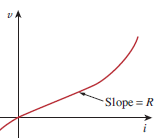 v
Slope = R
i